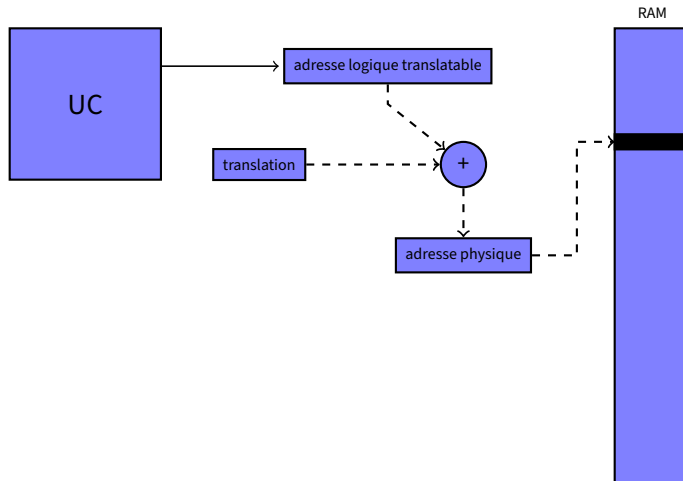 RAM
UC
adresse logique translatable
translation
+
adresse physique